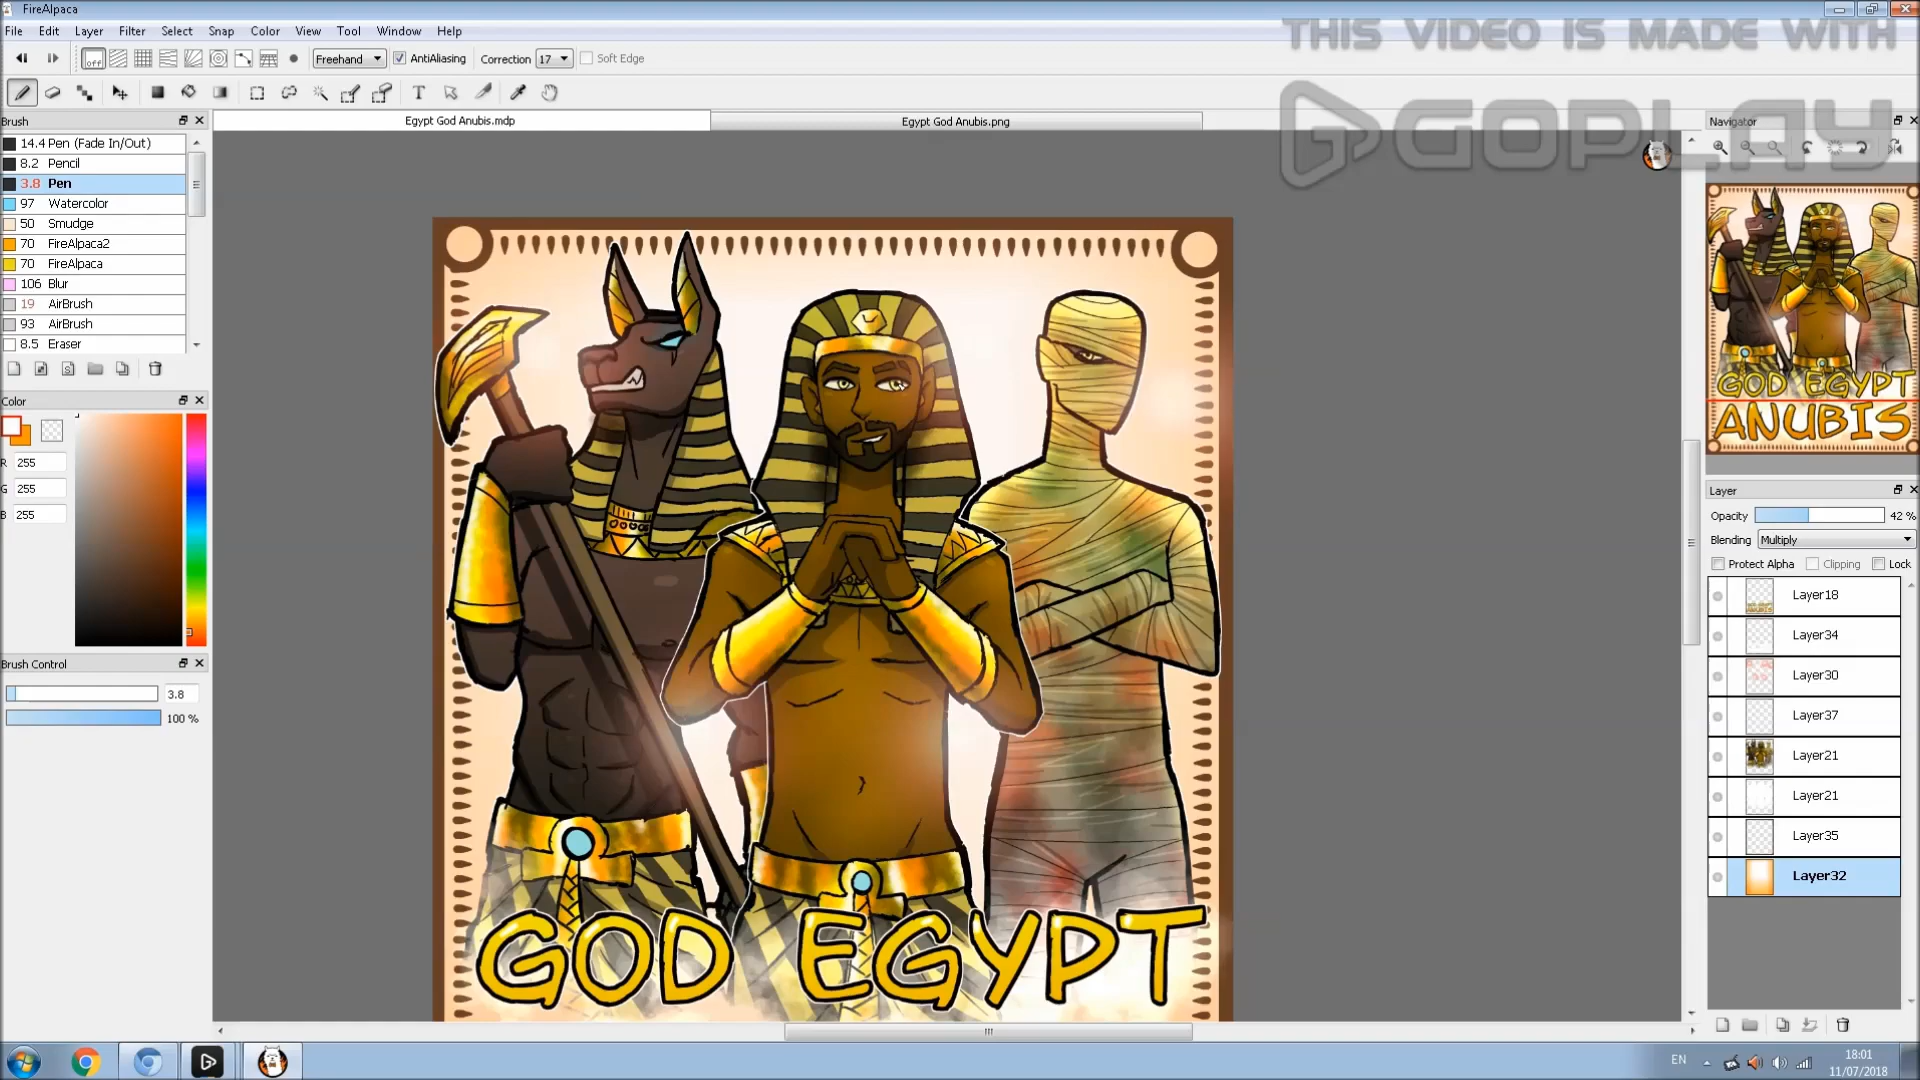 FireAlpaca
THIS VIDEO IS MADE WITH
GOPLAY
File Edit Layer Filter Select Snap Color View Tool Window Help
off Freehand AntiAliasing Correction 17 Soft Edge
T
Brush
Egypt God Anubis.mdp
Egypt God Anubis.png
Navigator
14.4 Pen (Fade In/Out)
8.2 Pencil
3.8 Pen
97 Watercolor
50 Smudge
70 FireAlpaca2
70 FireAlpaca
106 Blur
19 AirBrush
93 AirBrush
8.5 Eraser
Color
R 255
G 255
B 255
Brush Control
3.8
100 %
GOD EGYPT
GOD EGYPT
ANUBIS
Layer
Opacity 42 %
Blending Multiply
Protect Alpha Clipping Lock
Layer18
Layer34
Layer30
Layer37
Layer21
Layer21
Layer35
Layer32
EN
18:01
11/07/2018